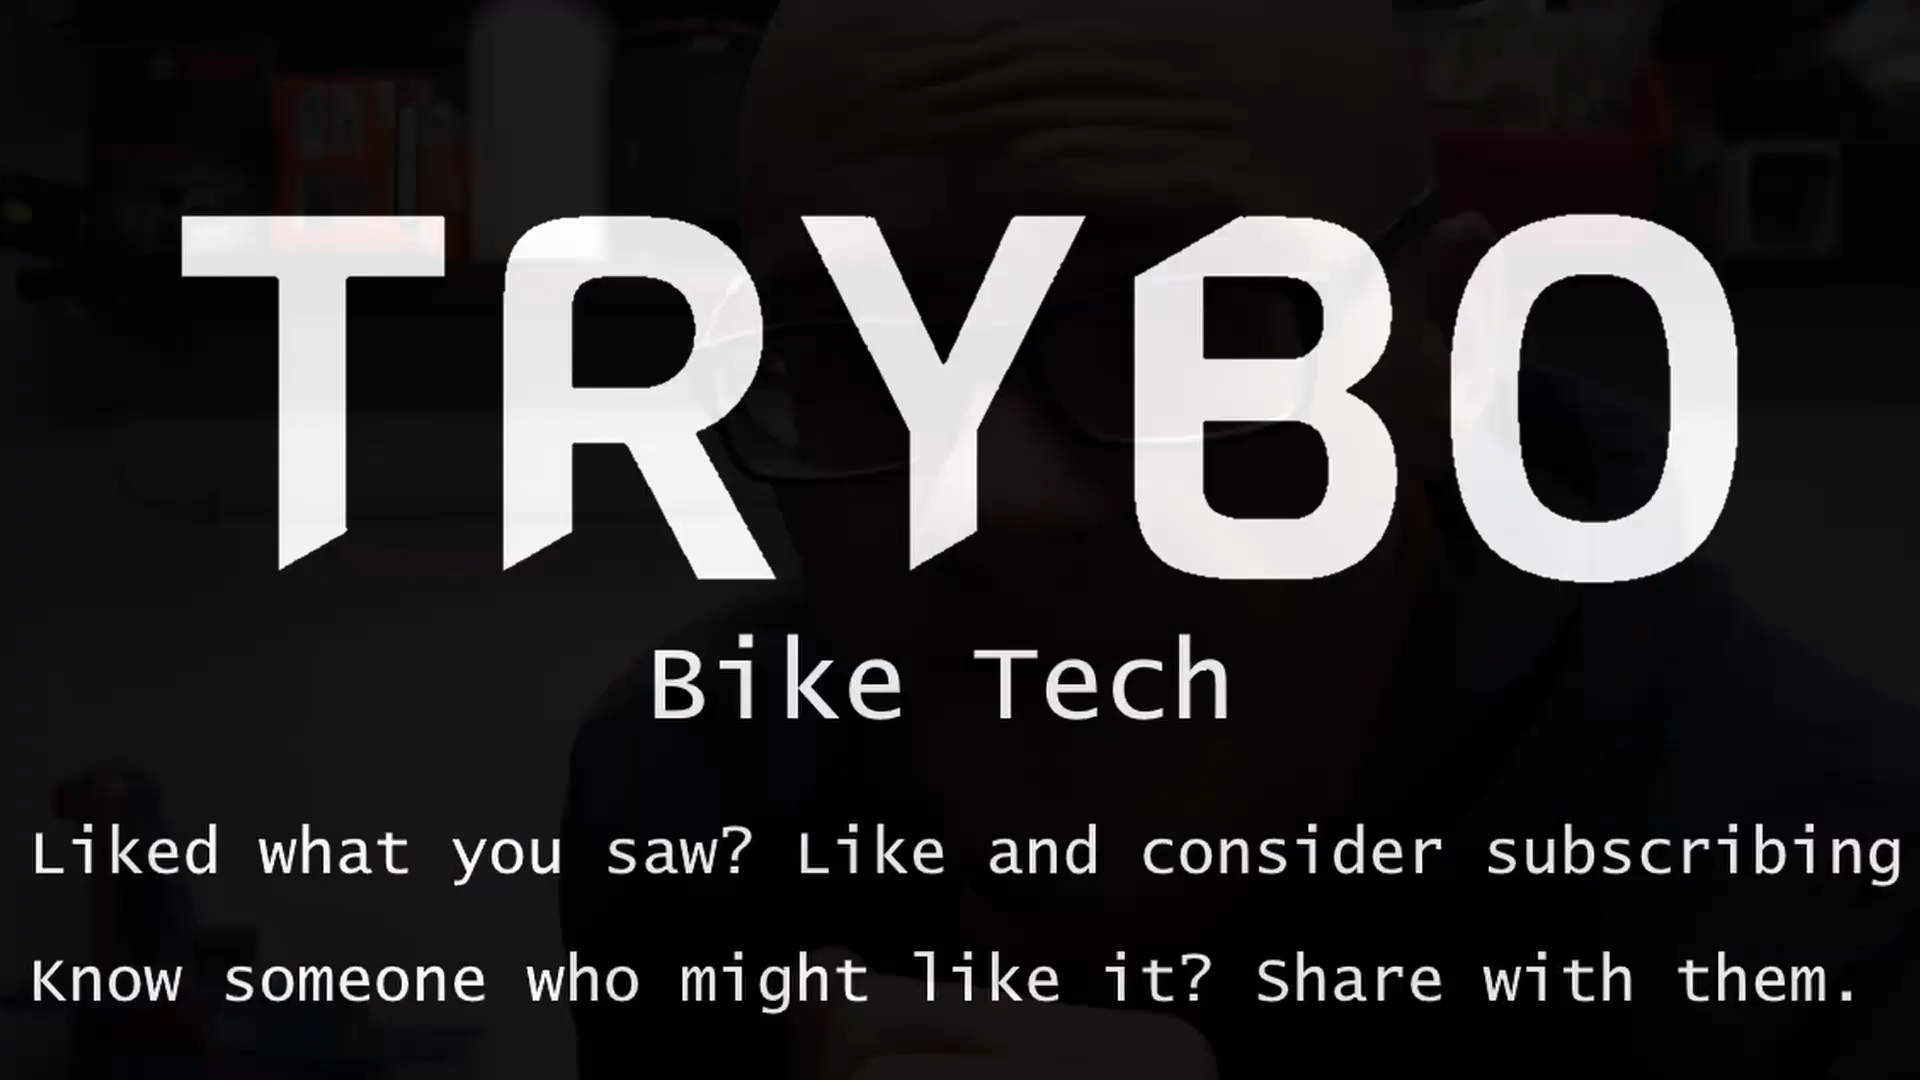 TRYBO
Bike Tech
Liked what you saw? Like and consider subscribing
Know someone who might like it? Share with them.